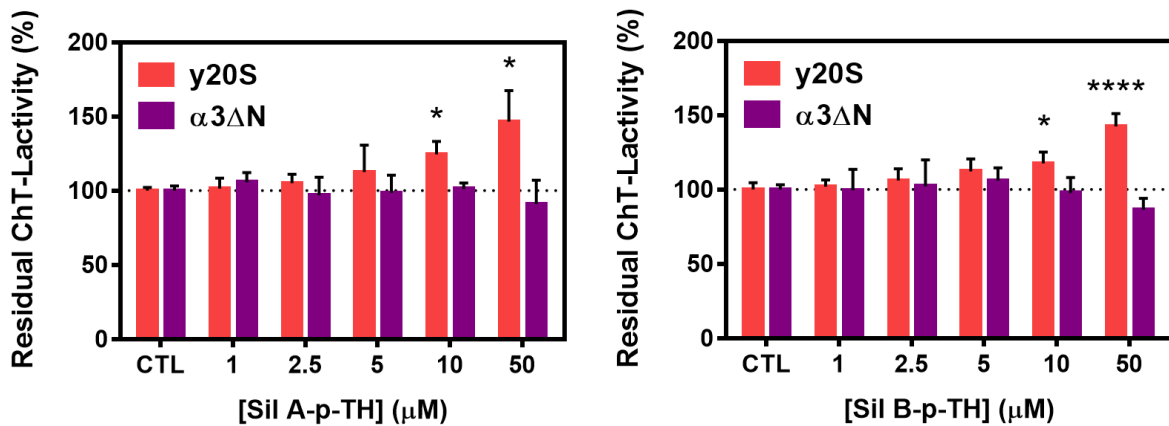 Residual ChT-Lactivity (%)
200
150
100
50
0
y20S
α3ΔN
*
*
CTL 1 2.5 5 10 50
[Sil A-p-TH] (μM)
Residual ChT-Lactivity (%)
200
150
100
50
0
y20S
α3ΔN
*
****
CTL 1 2.5 5 10 50
[Sil B-p-TH] (μM)